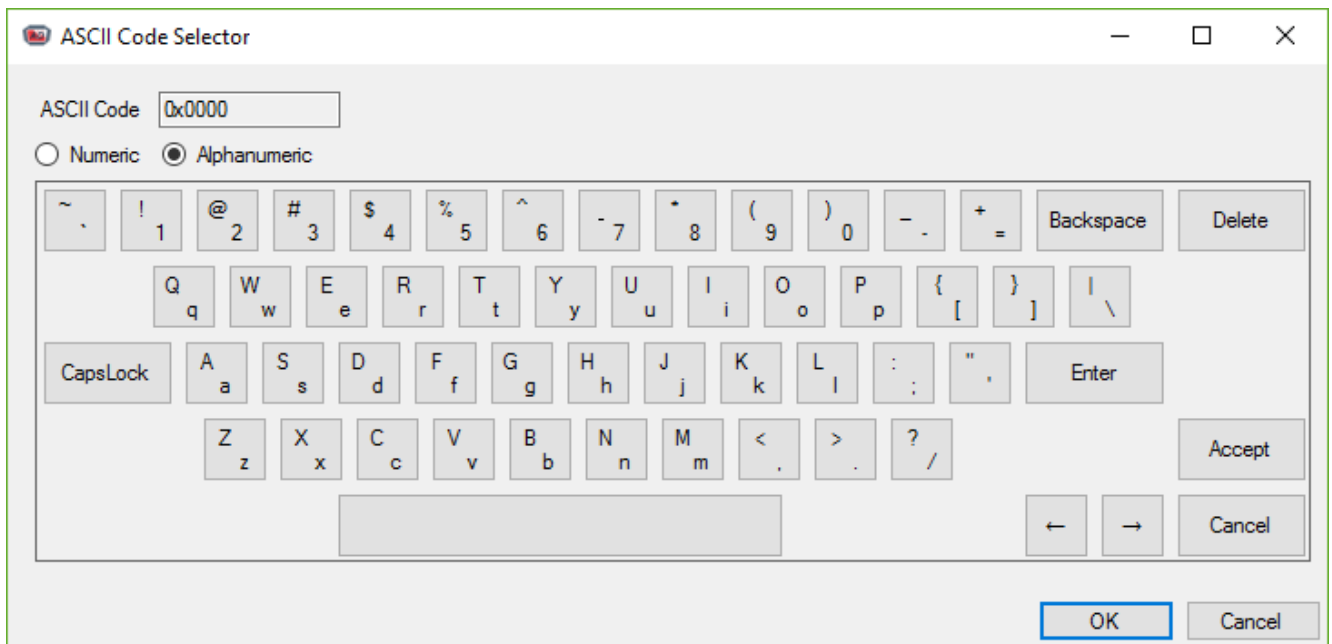 ASCII Code Selector
ASCII Code 0x0000
Numeric Alphanumeric
~ ` ! 1 @ 2 # 3 $ 4 % 5 ^ 6 - 7 * 8 ( 9 ) 0 _ - + = Backspace Delete
Q q W w E e R r T t Y y U u I i O o P p { [ } ] | \
CapsLock A a S s D d F f G g H h J j K k L l : ; " ' Enter
Z z X x C c V v B b N n M m < , > . ? / Accept
← → Cancel
OK Cancel